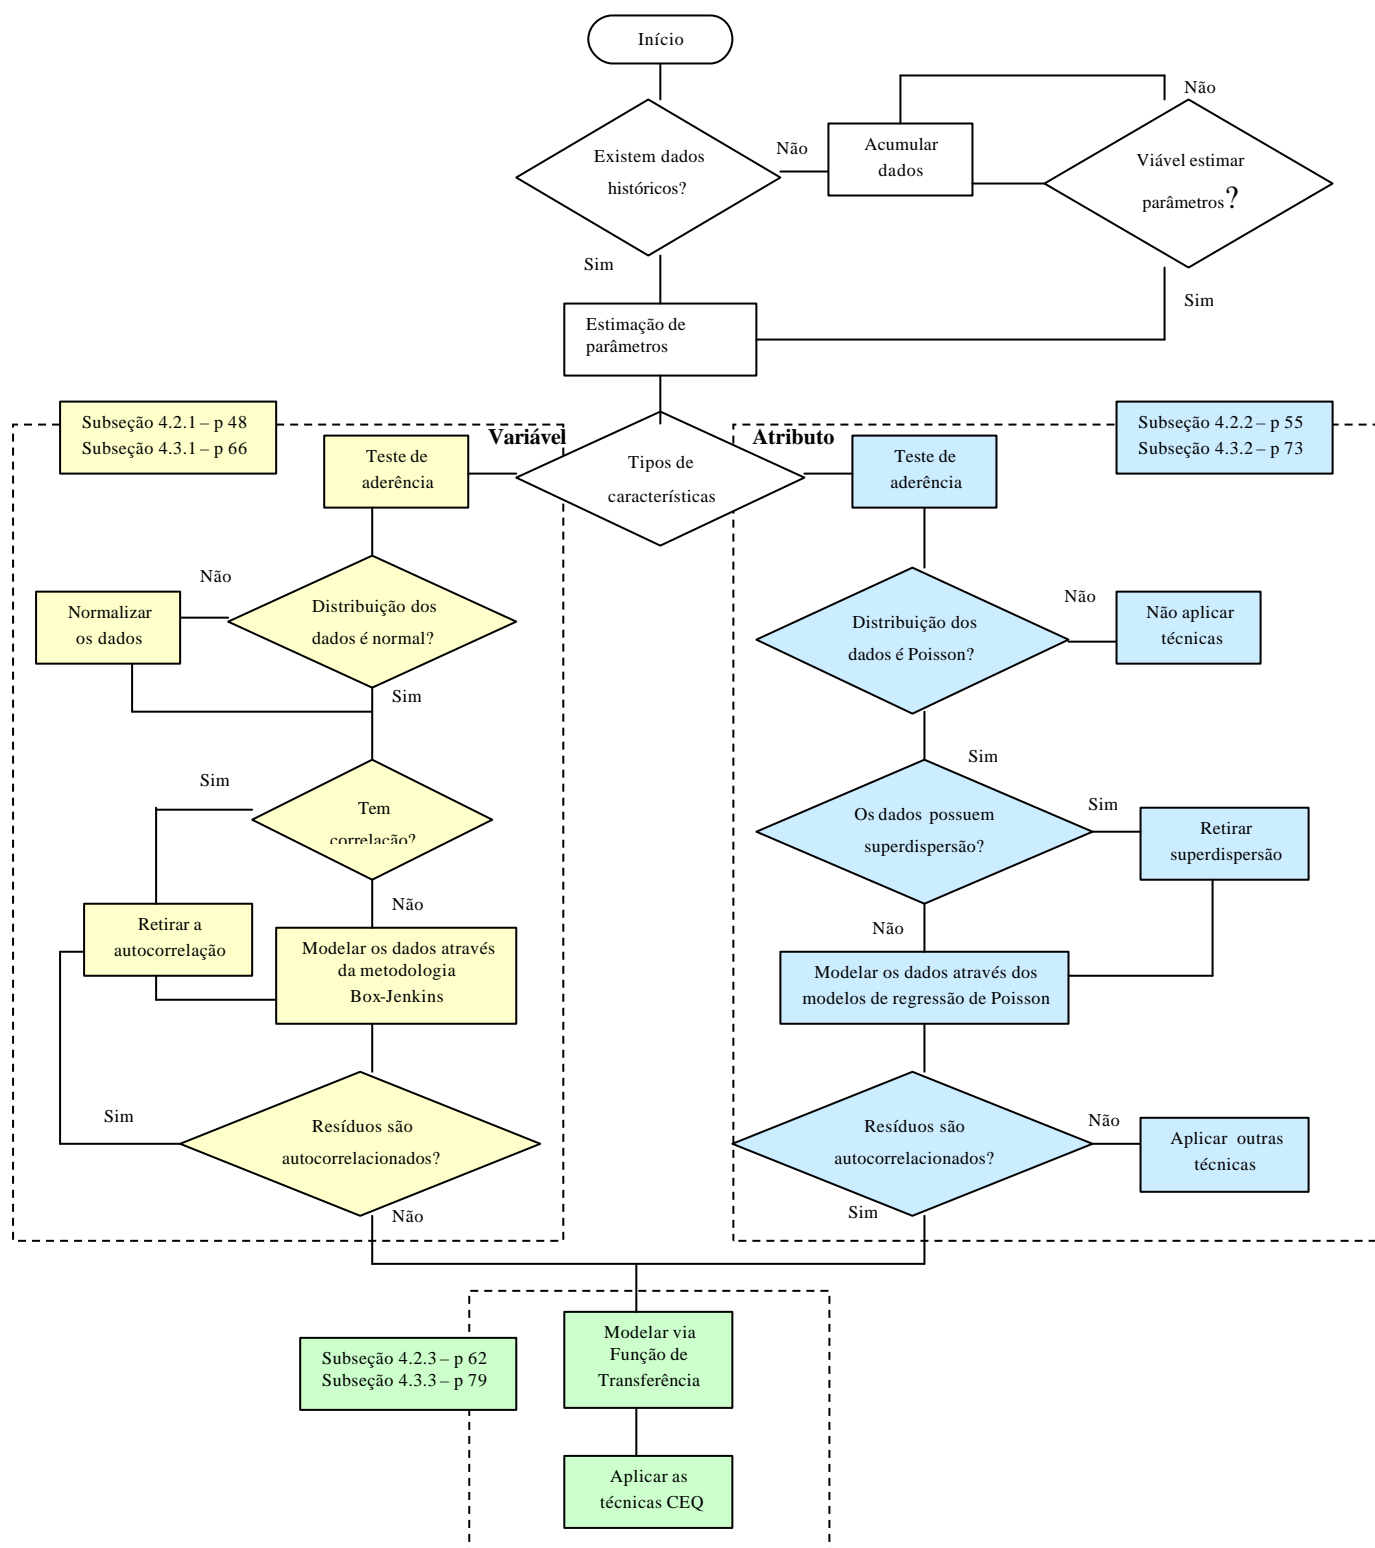 Início
Não
Existem dados
históricos?
Não
Acumular
dados
Viável estimar
parâmetros?
Sim
Sim
Estimação de
parâmetros
Subseção 4.2.1 – p 48
Subseção 4.3.1 – p 66
Variável
Atributo
Subseção 4.2.2 – p 55
Subseção 4.3.2 – p 73
Teste de
aderência
Tipos de
características
Teste de
aderência
Não
Normalizar
os dados
Distribuição dos
dados é normal?
Sim
Distribuição dos
dados é Poisson?
Não
Não aplicar
técnicas
Sim
Sim
Tem
correlação?
Não
Os dados possuem
superdispersão?
Sim
Retirar
superdispersão
Não
Retirar a
autocorrelação
Modelar os dados através
da metodologia
Box-Jenkins
Modelar os dados através dos
modelos de regressão de Poisson
Sim
Resíduos são
autocorrelacionados?
Não
Resíduos são
autocorrelacionados?
Não
Aplicar outras
técnicas
Sim
Subseção 4.2.3 – p 62
Subseção 4.3.3 – p 79
Modelar via
Função de
Transferência
Aplicar as
técnicas CEQ